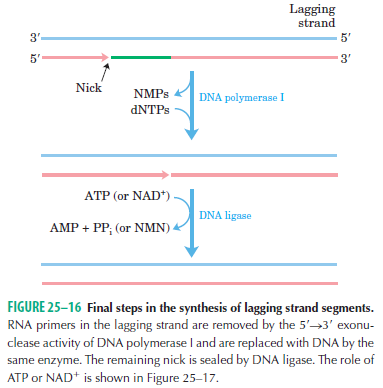 Lagging
strand
3′ 5′
5′ 3′
Nick
NMPs
dNTPs
DNA polymerase I
ATP (or NAD⁺)
AMP + PPᵢ (or NMN)
DNA ligase
FIGURE 25–16 Final steps in the synthesis of lagging strand segments.
RNA primers in the lagging strand are removed by the 5′→3′ exonu-
clease activity of DNA polymerase I and are replaced with DNA by the
same enzyme. The remaining nick is sealed by DNA ligase. The role of
ATP or NAD⁺ is shown in Figure 25–17.